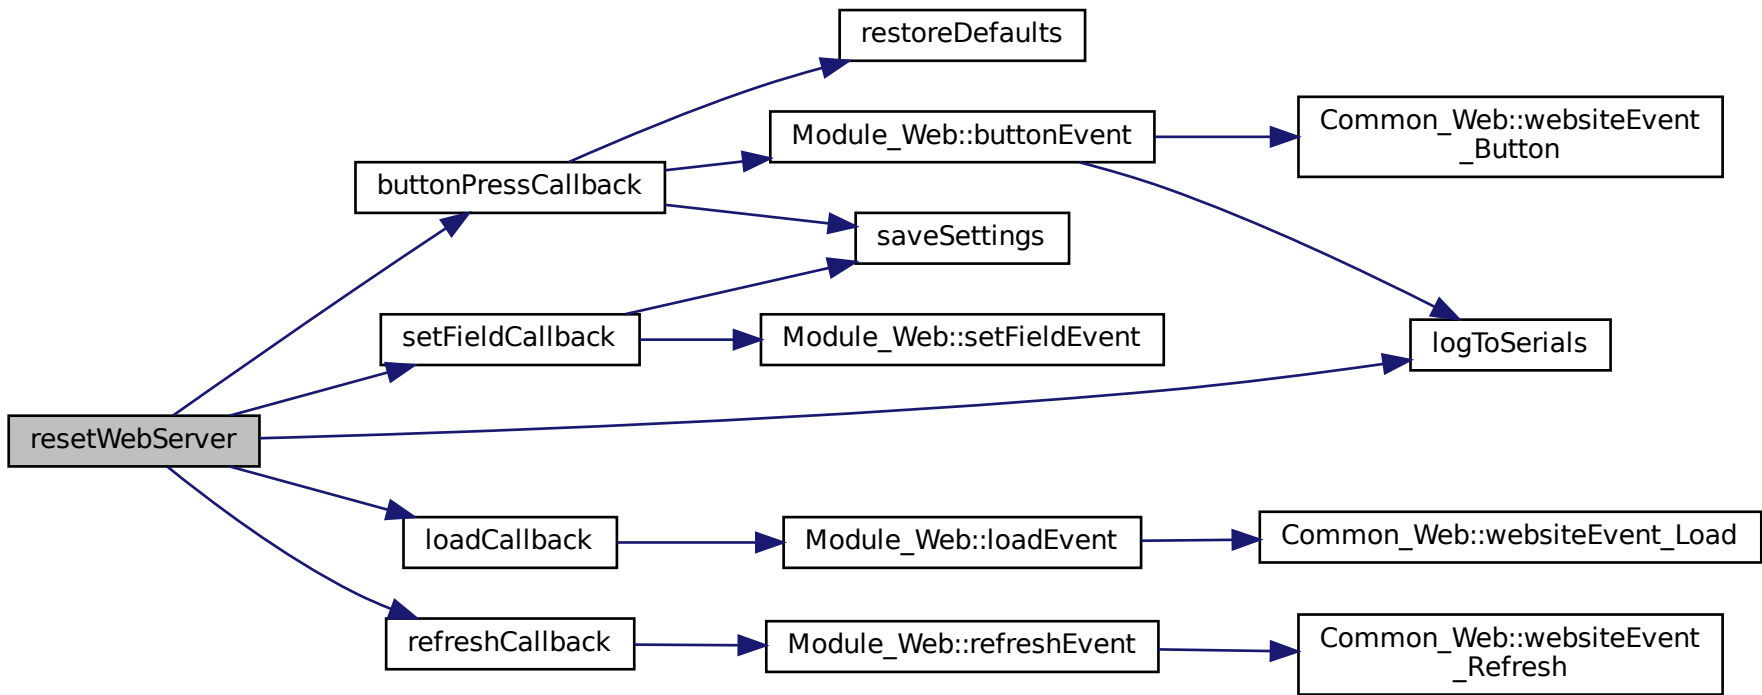 restoreDefaults
Module_Web::buttonEvent
Common_Web::websiteEvent
_Button
buttonPressCallback
saveSettings
setFieldCallback
Module_Web::setFieldEvent
logToSerials
resetWebServer
loadCallback
Module_Web::loadEvent
Common_Web::websiteEvent_Load
refreshCallback
Module_Web::refreshEvent
Common_Web::websiteEvent
_Refresh